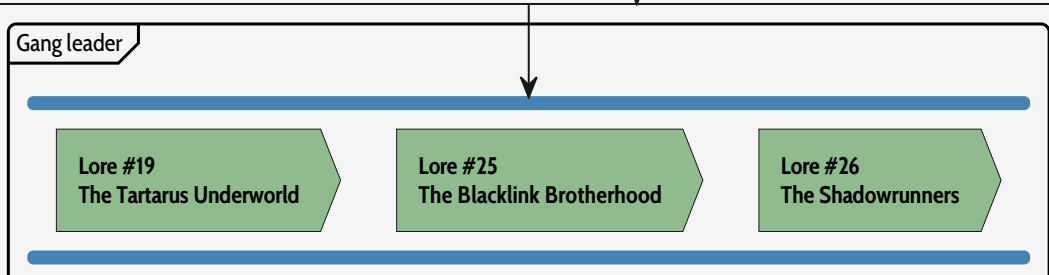 Gang leader
Lore #19
The Tartarus Underworld
Lore #25
The Blacklink Brotherhood
Lore #26
The Shadowrunners